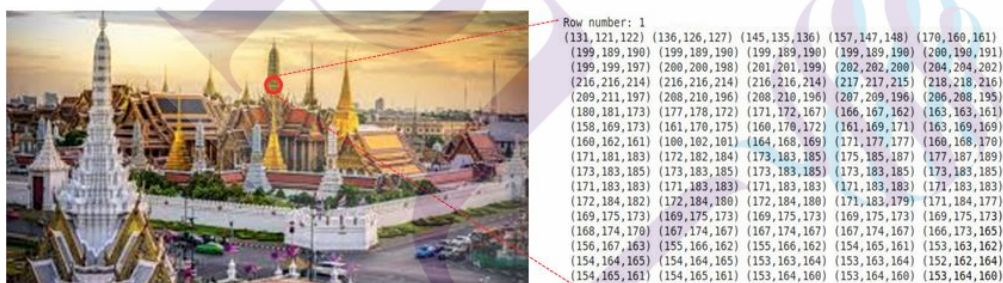 Row number: 1
(131,121,122) (136,126,127) (145,135,136) (157,147,148) (170,160,161)
(199,189,190) (199,189,190) (199,189,190) (199,189,190) (200,190,191)
(199,199,197) (200,200,198) (201,201,199) (202,202,200) (204,204,202)
(216,216,214) (216,216,214) (216,216,214) (217,217,215) (218,218,216)
(209,211,197) (208,210,196) (208,210,196) (207,209,196) (206,208,195)
(180,181,173) (177,178,172) (171,172,167) (166,167,162) (163,163,161)
(158,169,173) (161,170,175) (160,170,172) (161,169,171) (163,169,169)
(160,162,161) (100,102,101) (164,168,169) (171,177,177) (160,168,170)
(171,181,183) (172,182,184) (173,183,185) (175,185,187) (177,187,189)
(173,183,185) (173,183,185) (173,183,185) (173,183,185) (173,183,185)
(171,183,183) (171,183,183) (171,183,183) (171,183,183) (171,183,183)
(172,184,182) (172,184,180) (172,184,180) (171,183,179) (171,184,177)
(169,175,173) (169,175,173) (169,175,173) (169,175,173) (169,175,173)
(168,174,170) (167,174,167) (167,174,167) (167,174,167) (166,173,165)
(156,167,163) (155,166,162) (155,166,162) (154,165,161) (153,163,162)
(154,164,165) (154,164,165) (153,163,164) (153,163,164) (152,162,164)
(154,165,161) (154,165,161) (153,164,160) (153,164,160) (153,164,160)